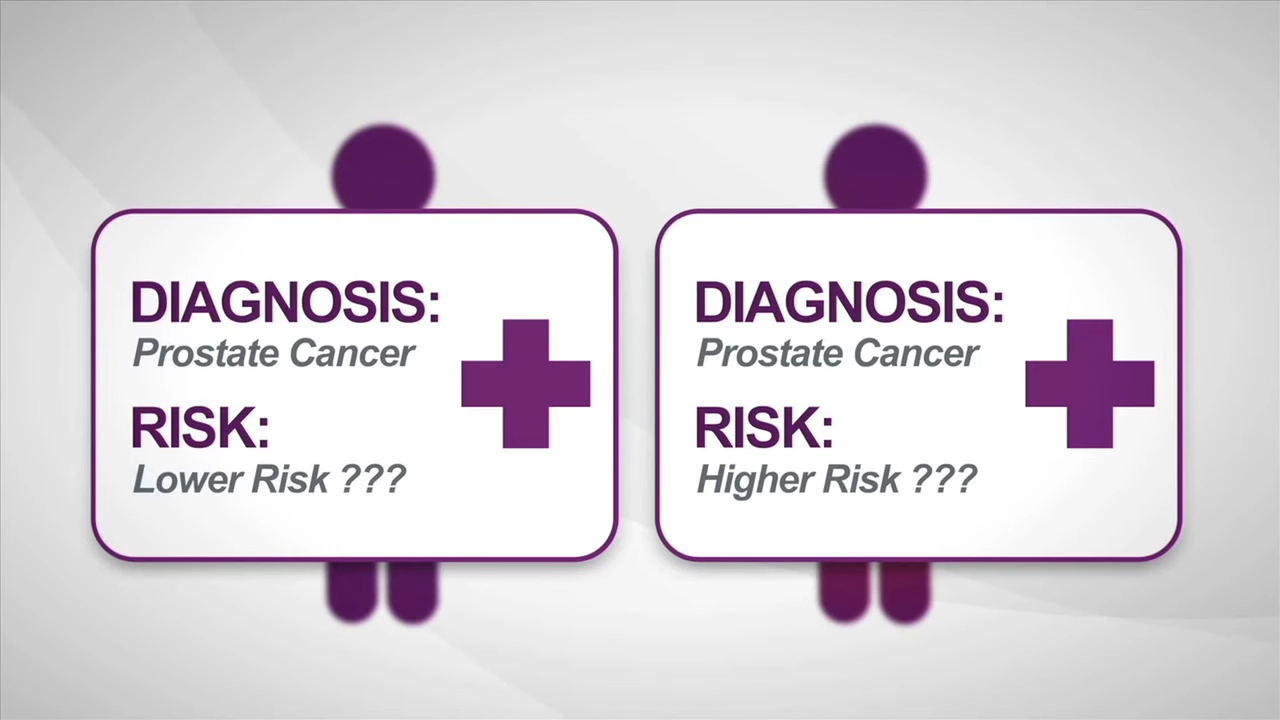 DIAGNOSIS:
Prostate Cancer
RISK:
Lower Risk ???
DIAGNOSIS:
Prostate Cancer
RISK:
Higher Risk ???